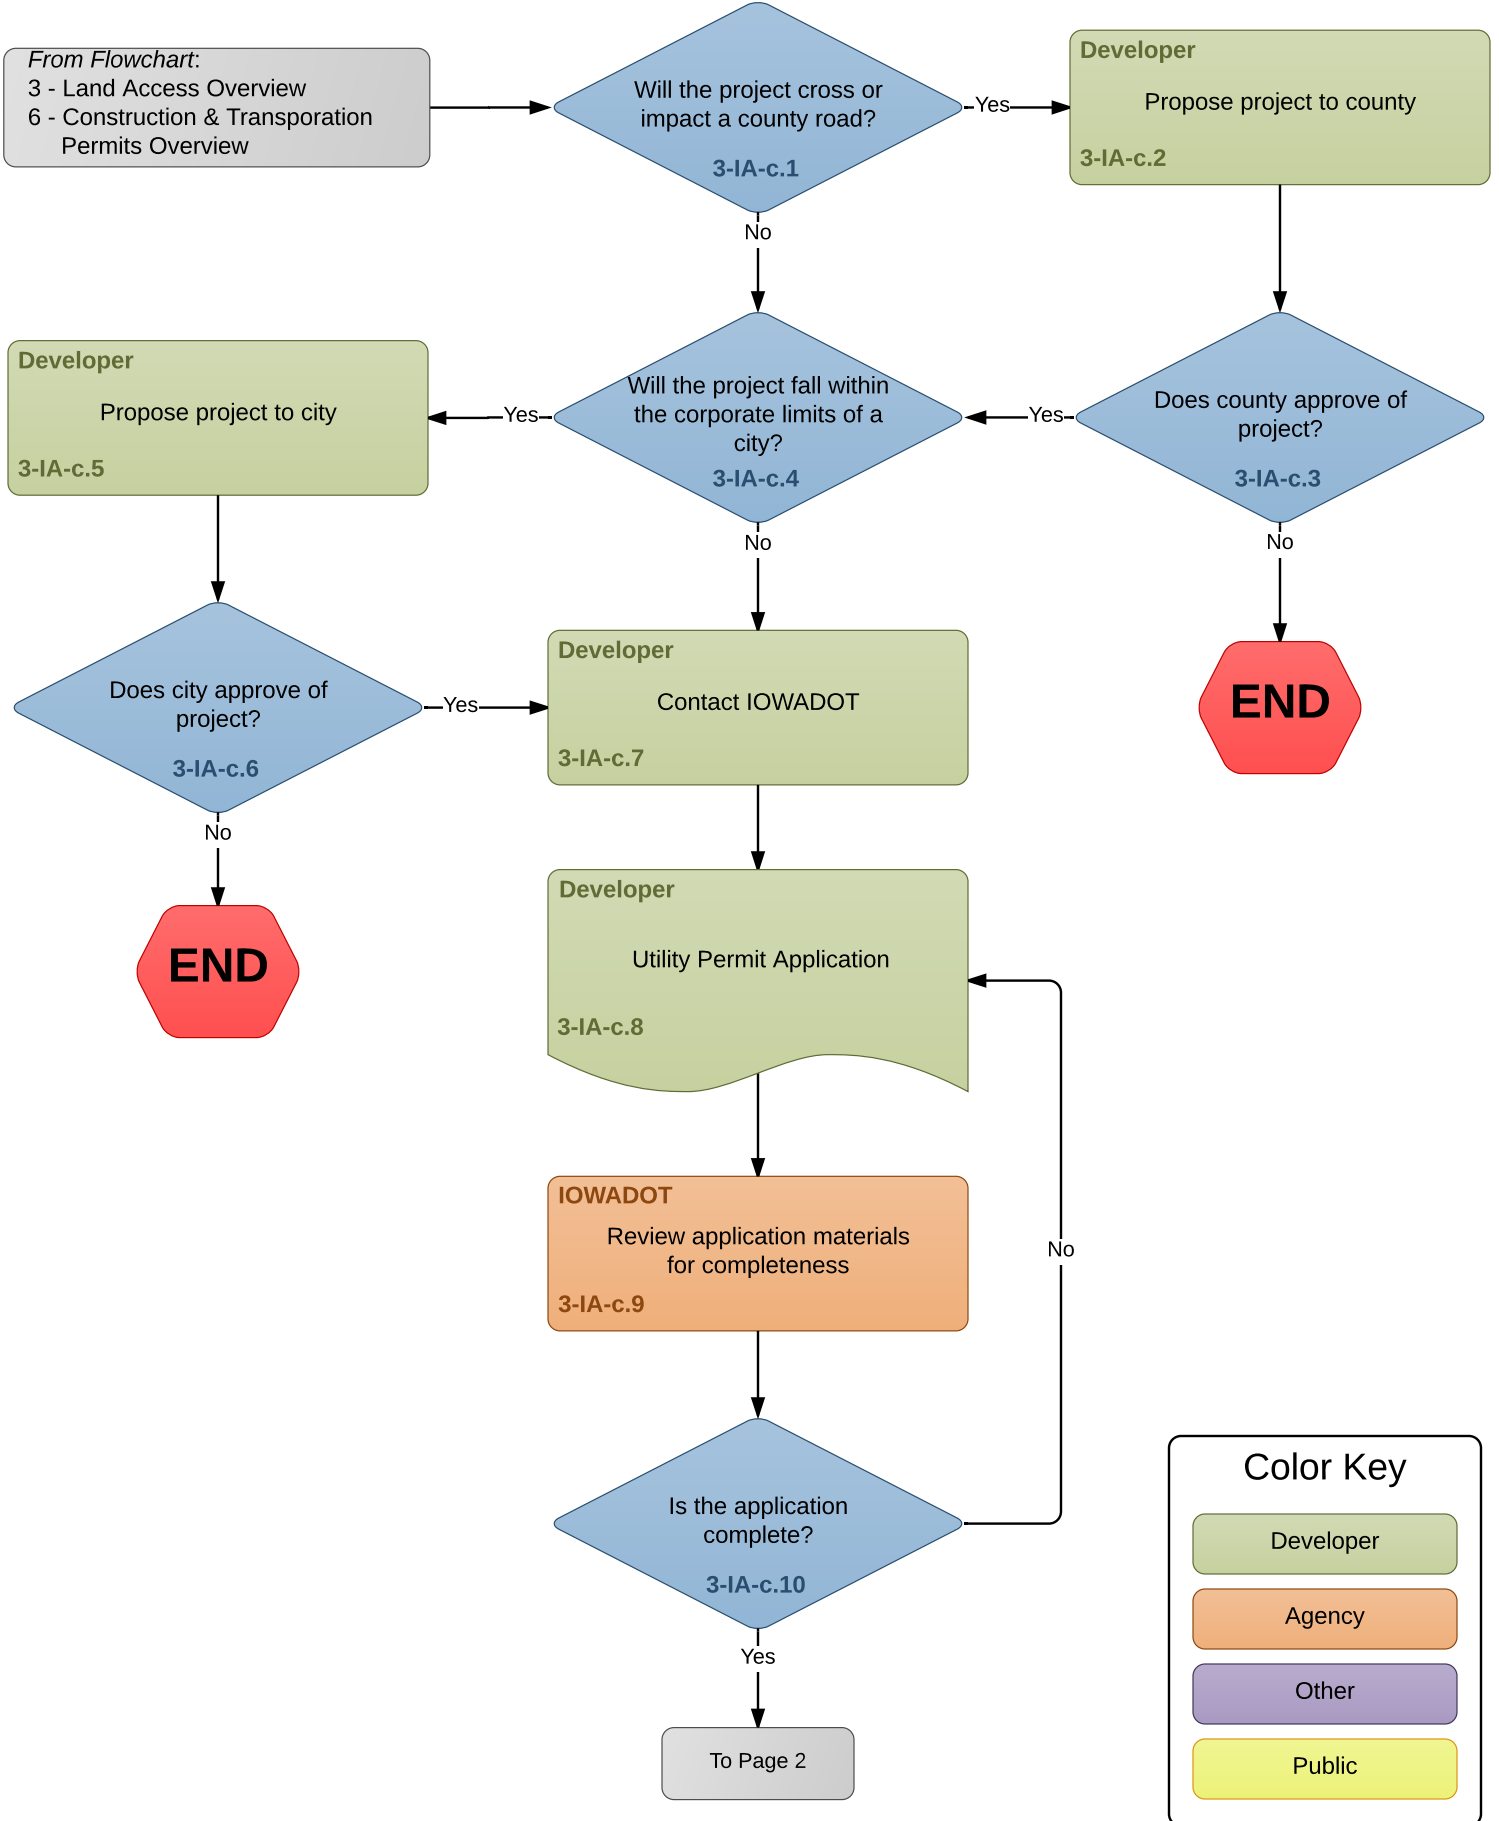 From Flowchart:
3 - Land Access Overview
6 - Construction & Transporation
Permits Overview
Will the project cross or
impact a county road?
3-IA-c.1
Yes
Developer
Propose project to county
3-IA-c.2
No
Developer
Propose project to city
3-IA-c.5
Yes
Will the project fall within
the corporate limits of a
city?
3-IA-c.4
Yes
Does county approve of
project?
3-IA-c.3
No
No
Does city approve of
project?
3-IA-c.6
Yes
Developer
Contact IOWADOT
3-IA-c.7
END
No
END
Developer
Utility Permit Application
3-IA-c.8
IOWADOT
Review application materials
for completeness
3-IA-c.9
No
Is the application
complete?
3-IA-c.10
Yes
To Page 2
Color Key
Developer
Agency
Other
Public